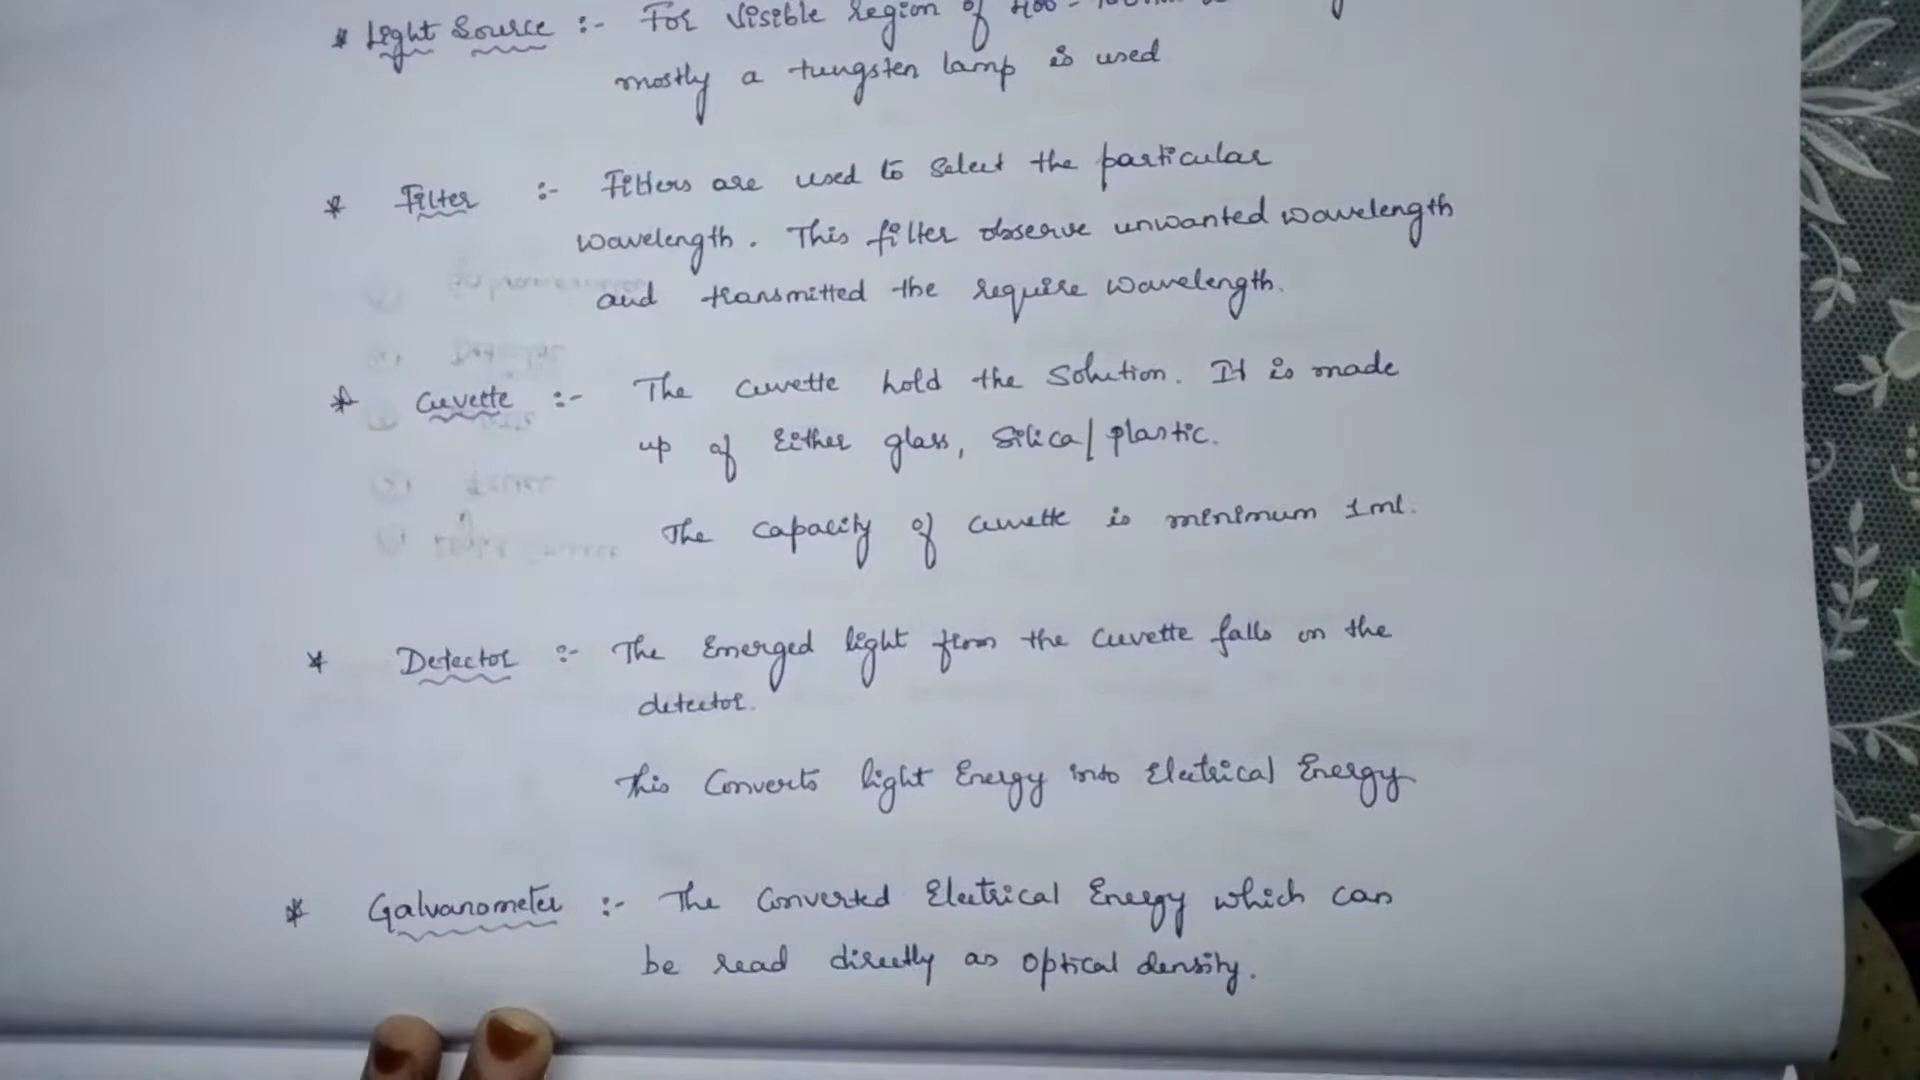 * Light Source :- For Visible region of 400 -
mostly a tungsten lamp is used
* Filter :- Filters are used to select the particular
wavelength. This filter observe unwanted wavelength
and transmitted the require wavelength.
* Cuvette :- The cuvette hold the solution. It is made
up of Either glass, Silica/plastic.
The capacity of cuvette is minimum 1ml.
* Detector :- The Emerged light from the cuvette falls on the
detector.
This Converts light Energy into Electrical Energy
* Galvanometer :- The Converted Electrical Energy which can
be read directly as optical density.